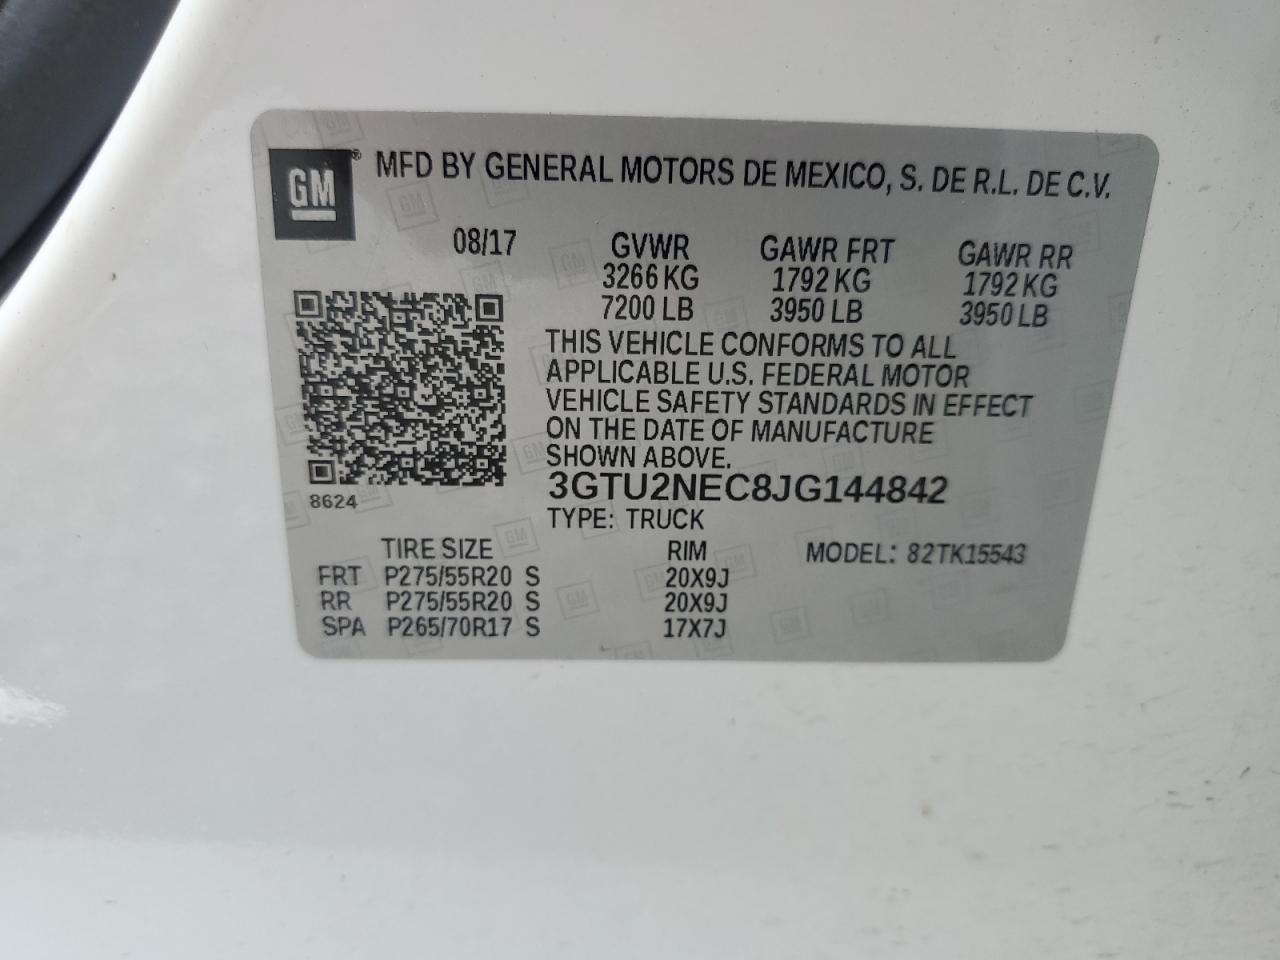 GM ® MFD BY GENERAL MOTORS DE MEXICO, S. DE R.L. DE C.V.
08/17 GVWR GAWR FRT GAWR RR
3266 KG 1792 KG 1792 KG
7200 LB 3950 LB 3950 LB
THIS VEHICLE CONFORMS TO ALL
APPLICABLE U.S. FEDERAL MOTOR
VEHICLE SAFETY STANDARDS IN EFFECT
ON THE DATE OF MANUFACTURE
SHOWN ABOVE.
3GTU2NEC8JG144842
8624
TYPE: TRUCK
TIRE SIZE RIM MODEL: 82TK15543
FRT P275/55R20 S 20X9J
RR P275/55R20 S 20X9J
SPA P265/70R17 S 17X7J